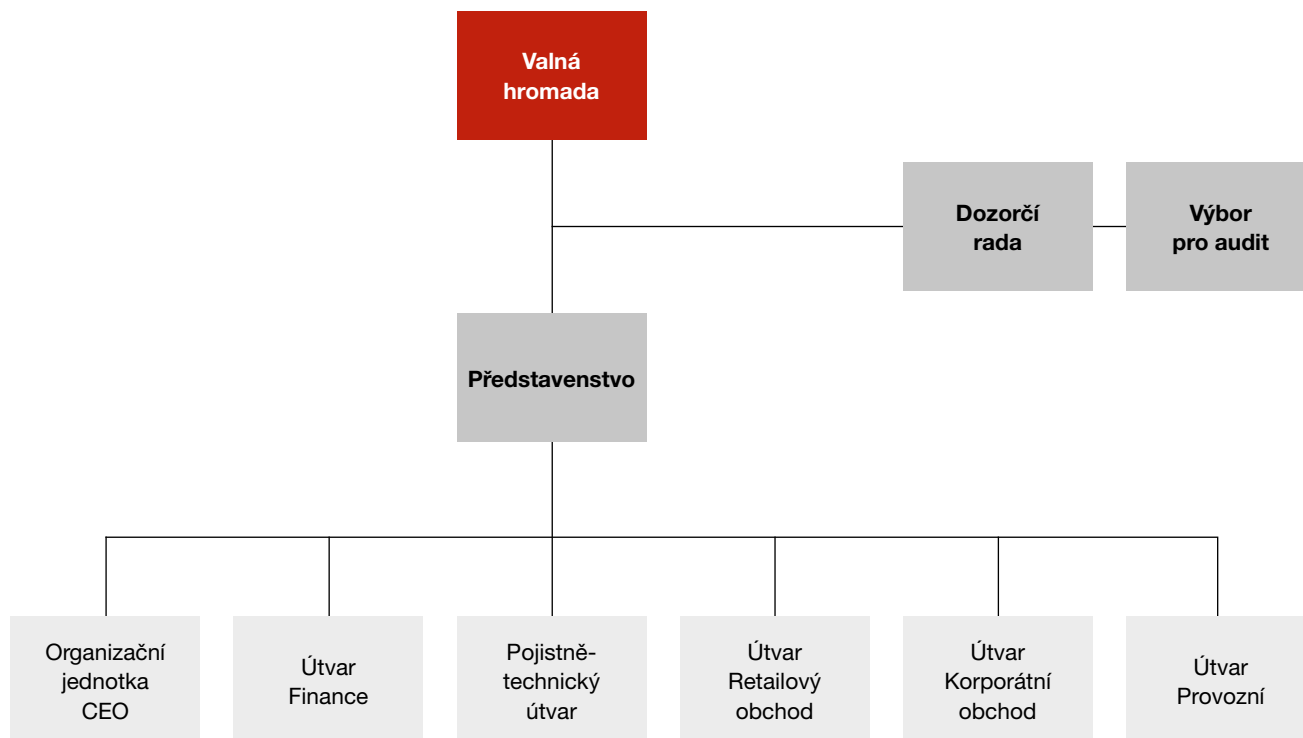 Valná
hromada
Dozorčí
rada
Výbor
pro audit
Představenstvo
Organizační
jednotka
CEO
Útvar
Finance
Pojistně-
technický
útvar
Útvar
Retailový
obchod
Útvar
Korporátní
obchod
Útvar
Provozní